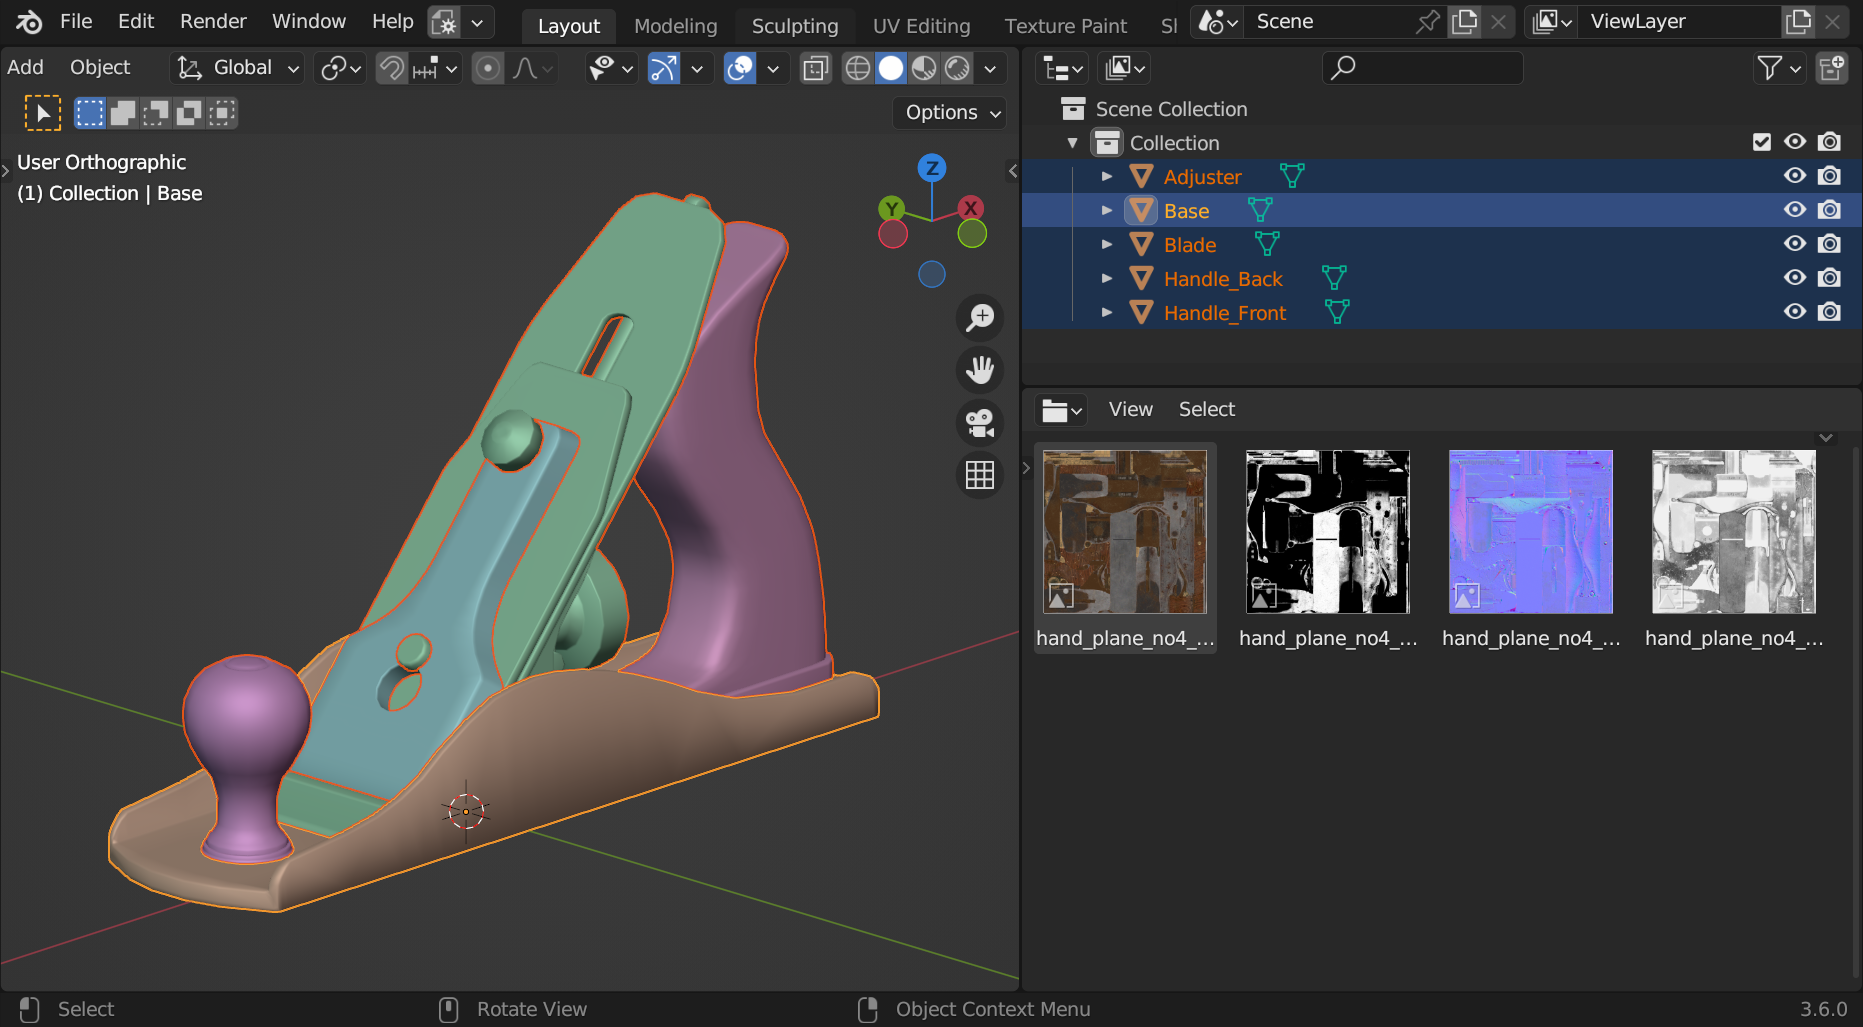 File Edit Render Window Help Layout Modeling Sculpting UV Editing Texture Paint Scene ViewLayer
Add Object Global
Options
User Orthographic
(1) Collection | Base
Z
Y
X
Scene Collection
Collection
Adjuster
Base
Blade
Handle_Back
Handle_Front
View Select
hand_plane_no4_... hand_plane_no4_... hand_plane_no4_... hand_plane_no4_...
Select Rotate View Object Context Menu 3.6.0